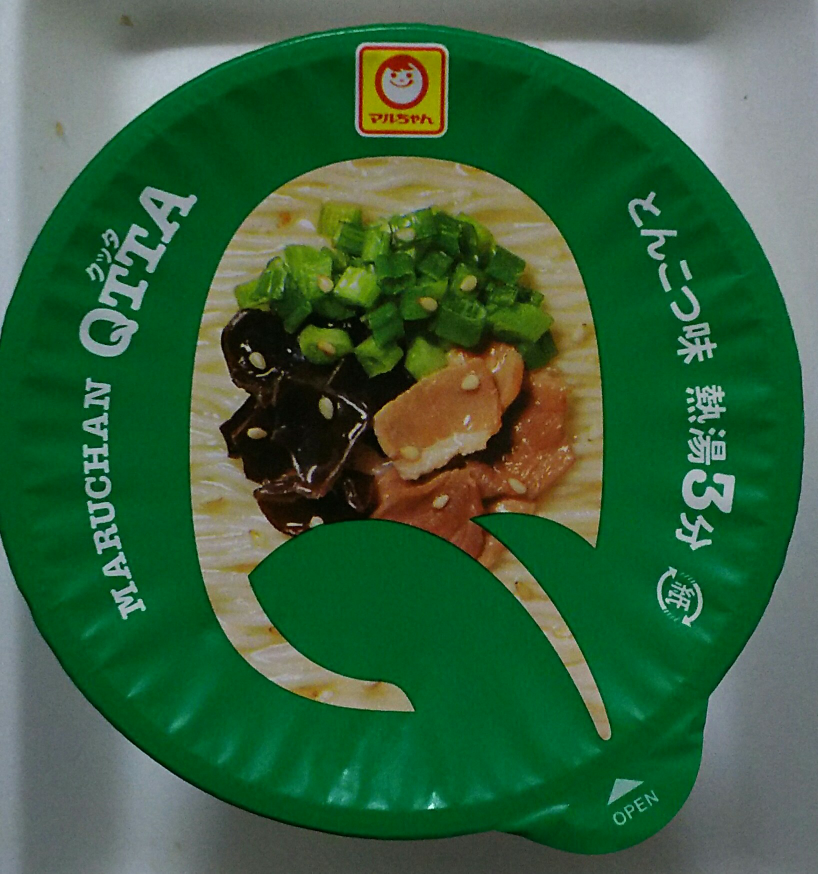 マルちゃん
MARUCHAN QTTA
クッタ
とんこつ味 熱湯3分
紙
OPEN